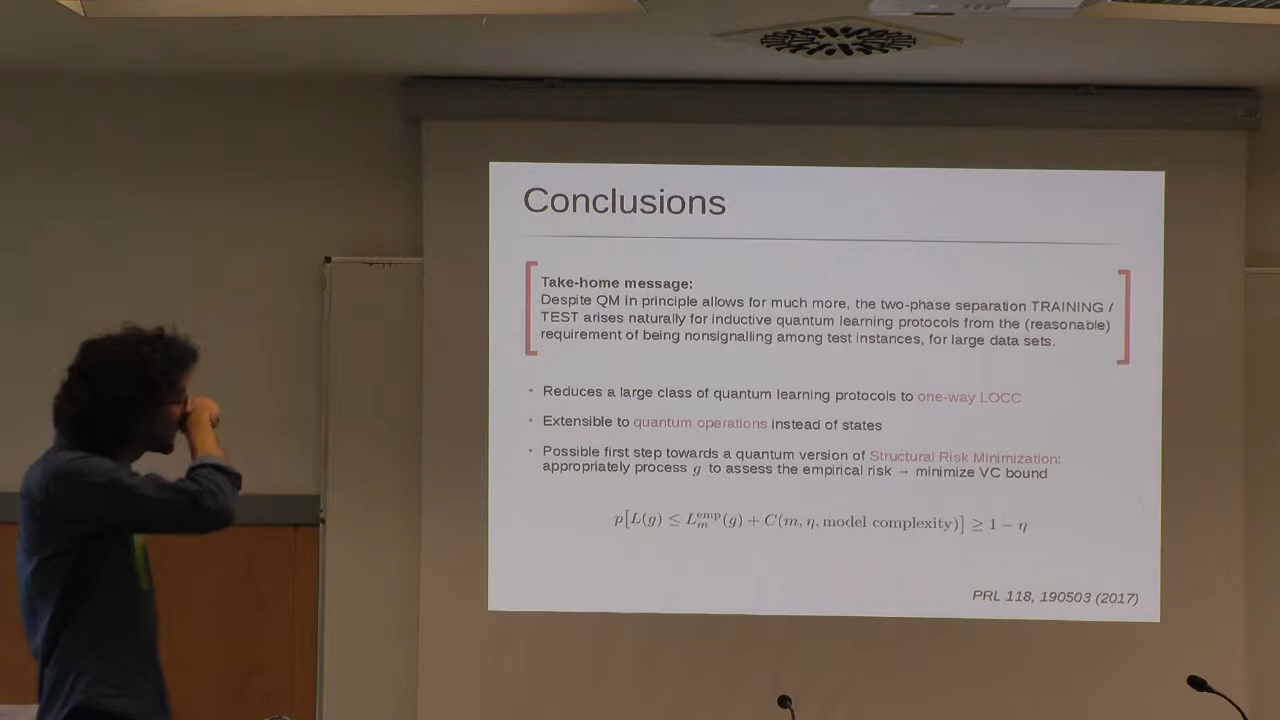 Conclusions
Take-home message:
Despite QM in principle allows for much more, the two-phase separation TRAINING /
TEST arises naturally for inductive quantum learning protocols from the (reasonable)
requirement of being nonsignalling among test instances, for large data sets.
• Reduces a large class of quantum learning protocols to one-way LOCC
• Extensible to quantum operations instead of states
• Possible first step towards a quantum version of Structural Risk Minimization:
appropriately process g to assess the empirical risk → minimize VC bound
p[L(g) ≤ L_m^emp(g) + C(m, η, model complexity)] ≥ 1 − η
PRL 118, 190503 (2017)